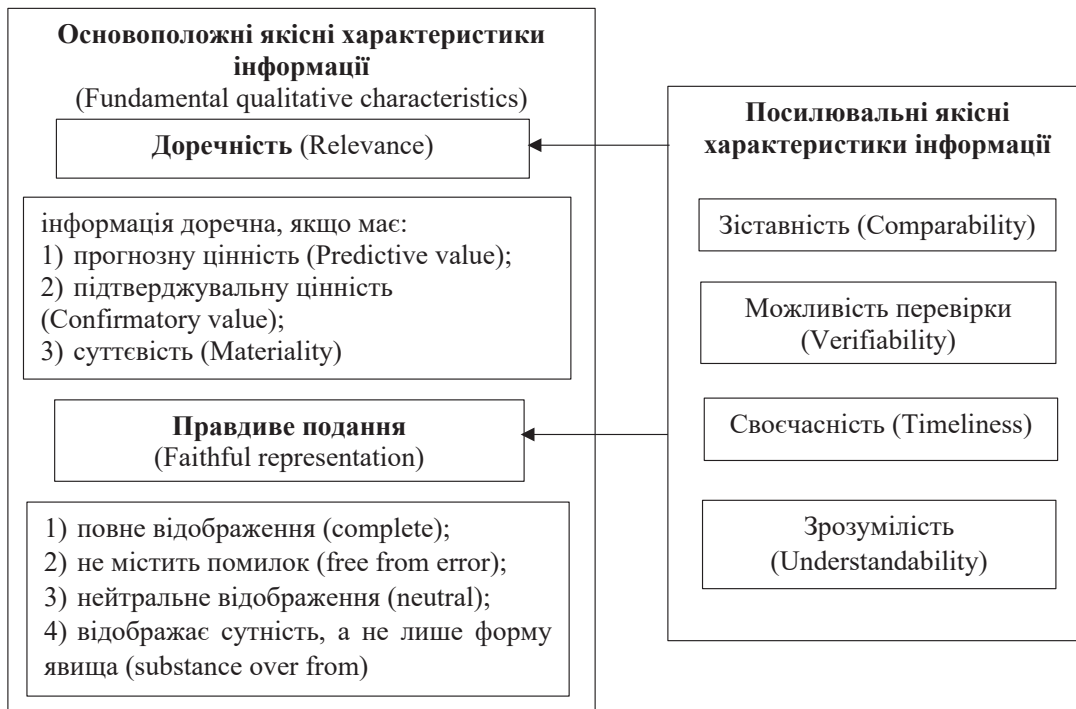 Основоположні якісні характеристики
інформації
(Fundamental qualitative characteristics)
Доречність (Relevance)
інформація доречна, якщо має:
1) прогнозну цінність (Predictive value);
2) підтверджувальну цінність
(Confirmatory value);
3) суттєвість (Materiality)
Правдиве подання
(Faithful representation)
1) повне відображення (complete);
2) не містить помилок (free from error);
3) нейтральне відображення (neutral);
4) відображає сутність, а не лише форму
явища (substance over from)
Посилювальні якісні
характеристики інформації
Зіставність (Comparability)
Можливість перевірки
(Verifiability)
Своєчасність (Timeliness)
Зрозумілість
(Understandability)